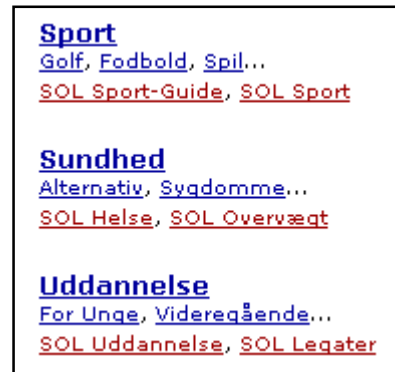 Sport
Golf, Fodbold, Spil...
SOL Sport-Guide, SOL Sport
Sundhed
Alternativ, Sygdomme...
SOL Helse, SOL Overvægt
Uddannelse
For Unge, Videregående...
SOL Uddannelse, SOL Legater